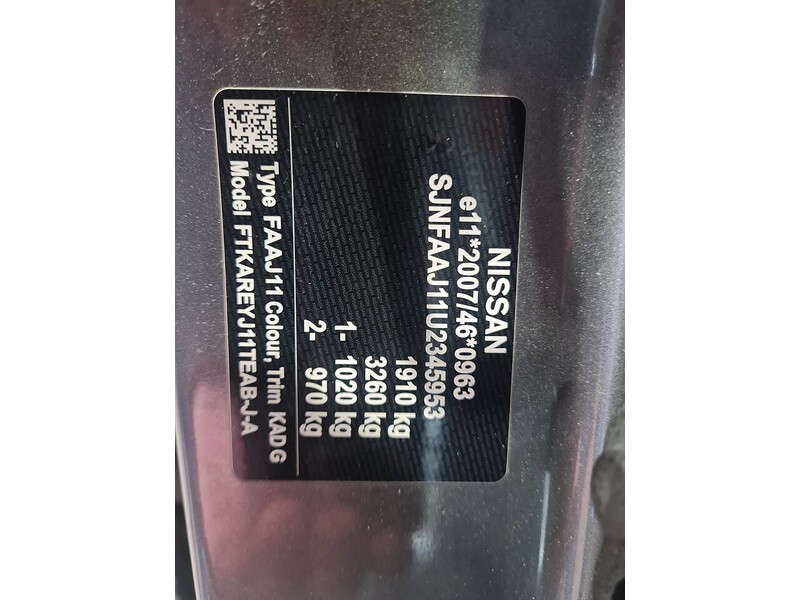 NISSAN
e11*2007/46*0963
SJNFAAJ11U2345953
1910 kg
3260 kg
1- 1020 kg
2- 970 kg
Type FAAJ11 Colour, Trim KAD G
Model FTKAREYJ11TEAB-J-A